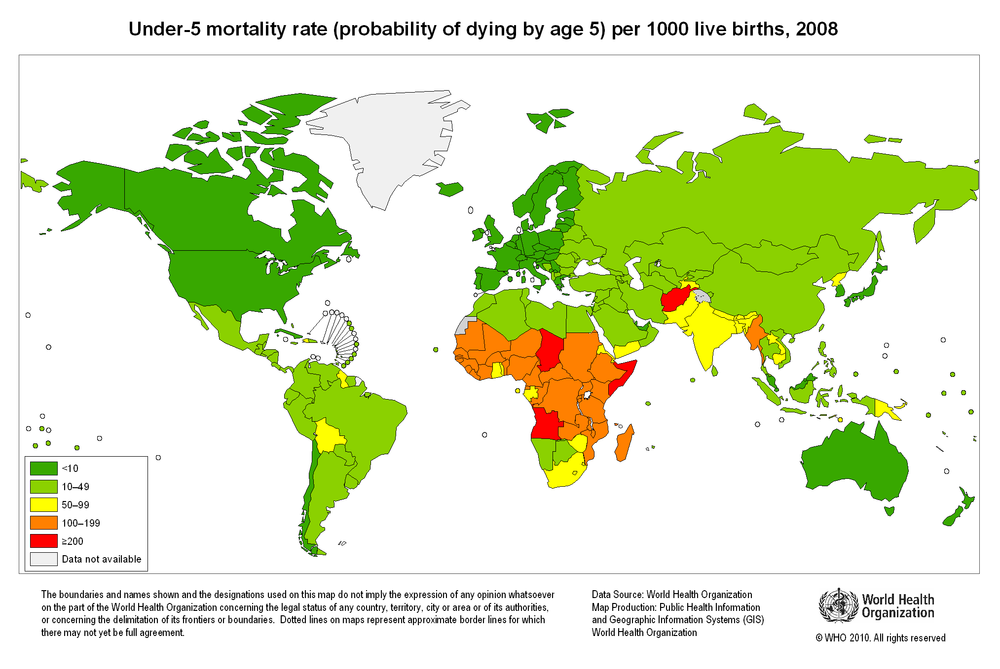 Under-5 mortality rate (probability of dying by age 5) per 1000 live births, 2008
<10
10–49
50–99
100–199
≥200
Data not available
The boundaries and names shown and the designations used on this map do not imply the expression of any opinion whatsoever
on the part of the World Health Organization concerning the legal status of any country, territory, city or area or of its authorities,
or concerning the delimitation of its frontiers or boundaries.  Dotted lines on maps represent approximate border lines for which
there may not yet be full agreement.
Data Source: World Health Organization
Map Production: Public Health Information
and Geographic Information Systems (GIS)
World Health Organization
World Health
Organization
© WHO 2010. All rights reserved